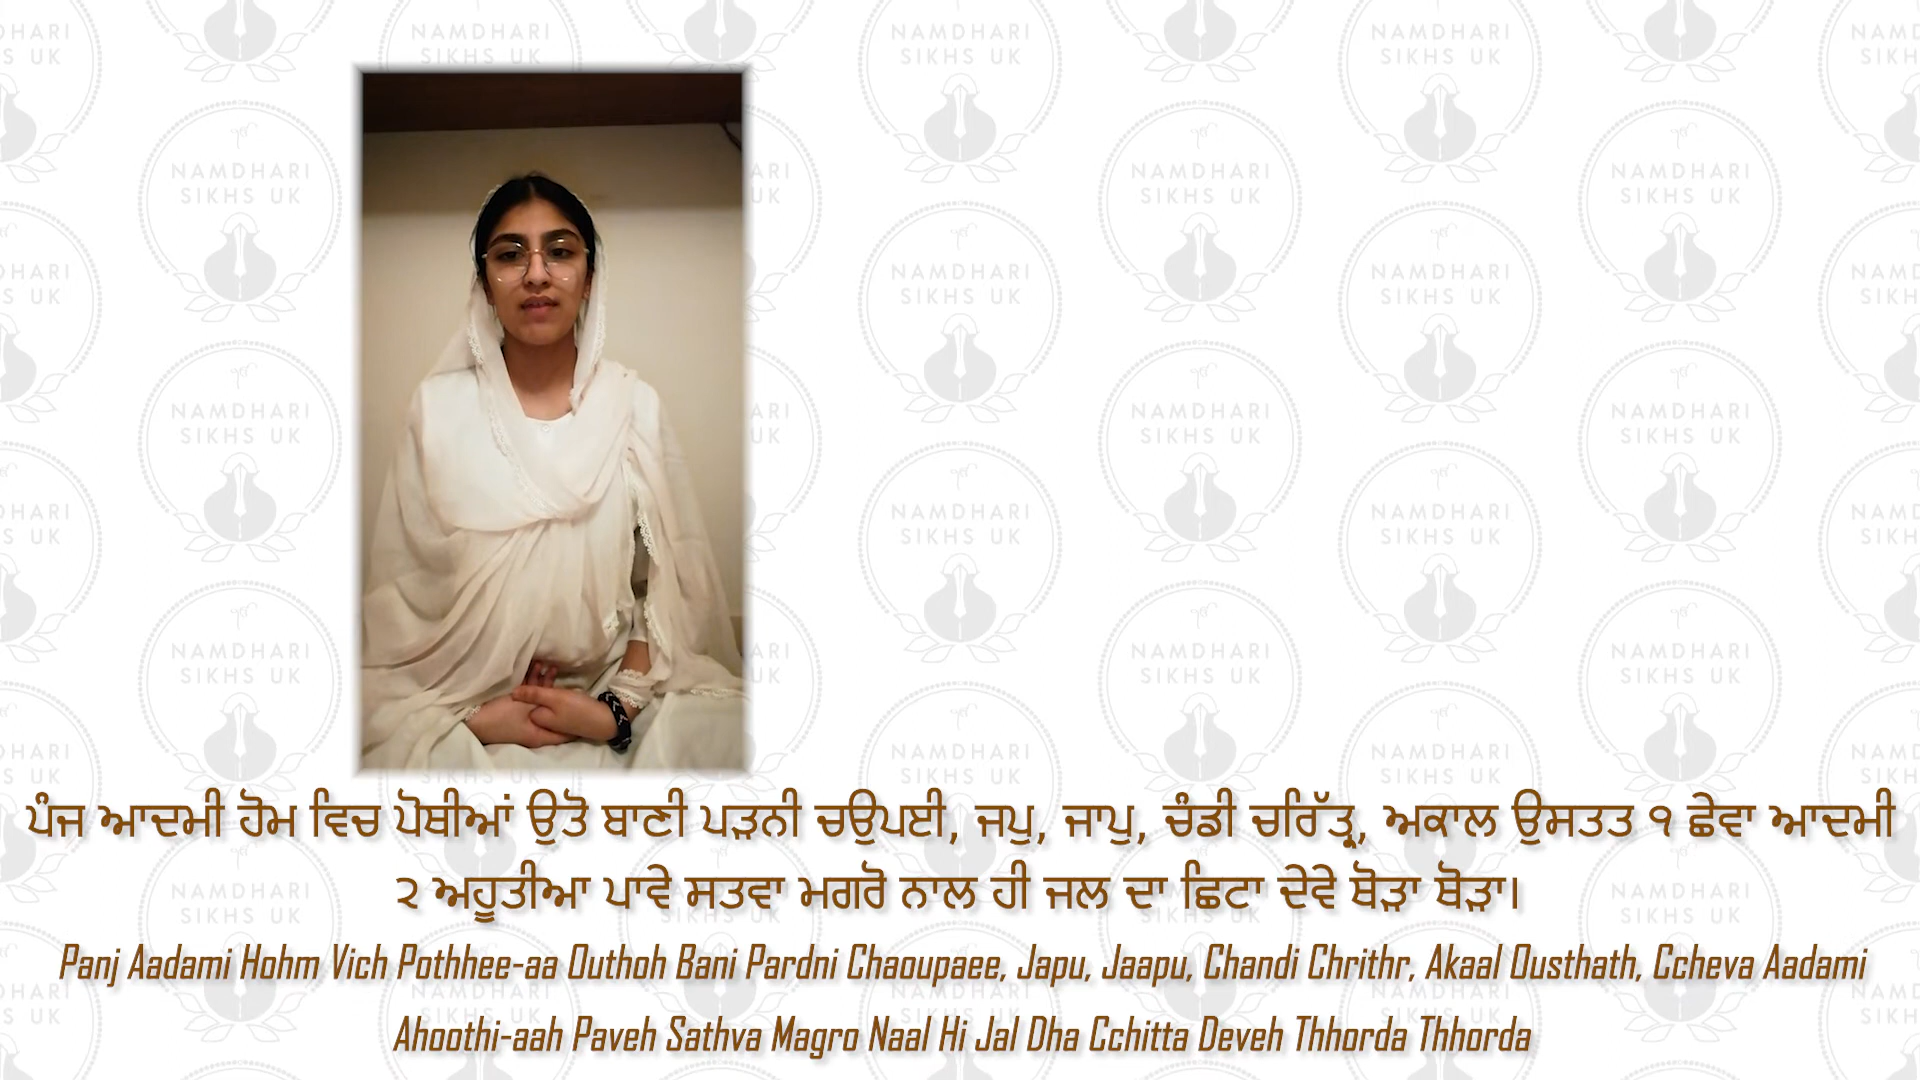 NAMDHARI
SIKHS UK
ਪੰਜ ਆਦਮੀ ਹੋਮ ਵਿਚ ਪੋਥੀਆਂ ਉਤੋ ਬਾਣੀ ਪੜਨੀ ਚਉਪਈ, ਜਪੁ, ਜਾਪੁ, ਚੰਡੀ ਚਰਿੱਤ੍ਰ, ਅਕਾਲ ਉਸਤਤ ੧ ਛੇਵਾ ਆਦਮੀ
੨ ਅਹੂਤੀਆ ਪਾਵੇ ਸਤਵਾ ਮਗਰੋ ਨਾਲ ਹੀ ਜਲ ਦਾ ਛਿਟਾ ਦੇਵੇ ਥੋੜਾ ਥੋੜਾ।
Panj Aadami Hohm Vich Pothhee-aa Outhoh Bani Pardni Chaoupaee, Japu, Jaapu, Chandi Chrithr, Akaal Ousthath, Ccheva Aadami
Ahoothi-aah Paveh Sathva Magro Naal Hi Jal Dha Cchitta Deveh Thhorda Thhorda